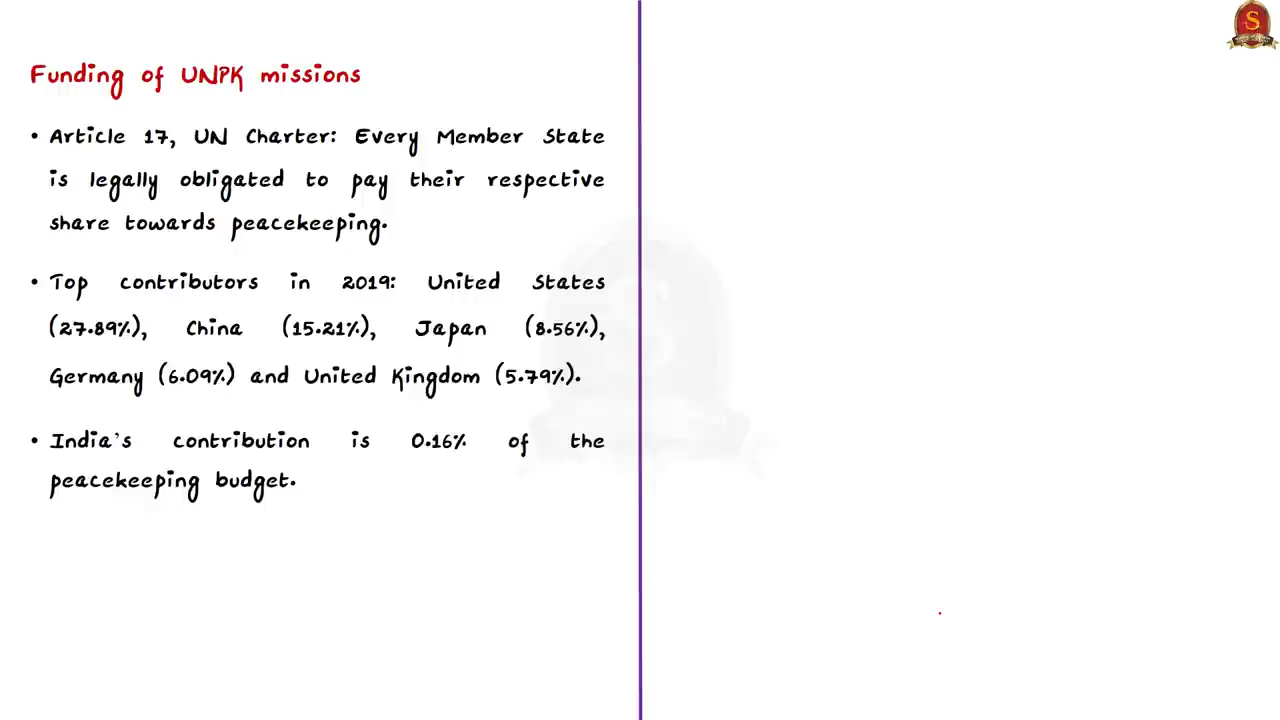 Funding of UNPK missions
• Article 17, UN Charter: Every Member State
is legally obligated to pay their respective
share towards peacekeeping.
• Top contributors in 2019: United States
(27.89%), China (15.21%), Japan (8.56%),
Germany (6.09%) and United Kingdom (5.79%).
• India's contribution is 0.16% of the
peacekeeping budget.
S